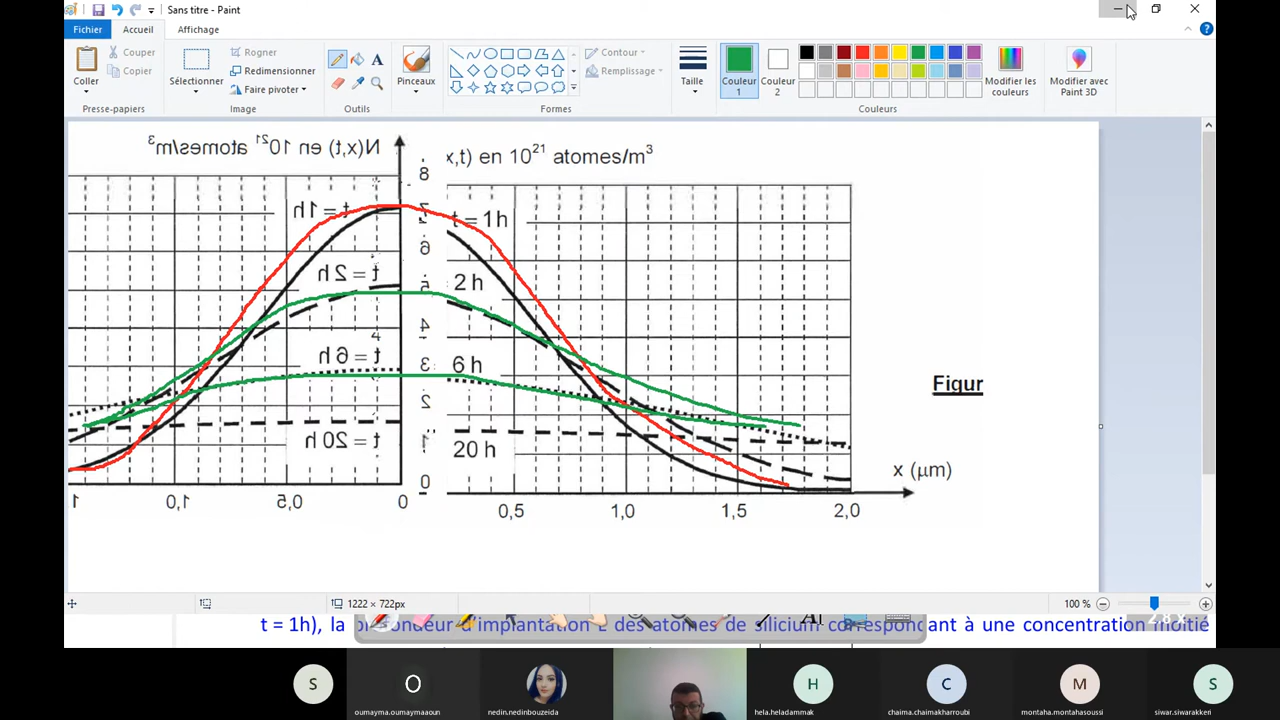 Sans titre - Paint
Fichier
Accueil
Affichage
Coller
Couper
Copier
Presse-papiers
Sélectionner
Rogner
Redimensionner
Faire pivoter
Image
A
Outils
Pinceaux
Contour
Remplissage
Formes
Taille
Couleur 1
Couleur 2
Modifier les couleurs
Couleurs
Modifier avec Paint 3D
N(x,t) en 10²¹ atomes/m³
x,t) en 10²¹ atomes/m³
8
7
6
5
4
3
2
1
0
t = 1h
t = 2h
t = 6h
t = 20h
t = 1h
2 h
6 h
20 h
1
1,0
0,5
0
0,5
1,0
1,5
2,0
x (μm)
Figur
1222 × 722px
100 %
t = 1h), la d'implantation des atomes de silicium correspondant à une concentration moitié
S
O
oumayma.oumaymaaoun
nedin.nedinbouzeida
H
hela.heladammak
C
chaima.chaimakharroubi
M
montaha.montahasoussi
S
siwar.siwarakkeri